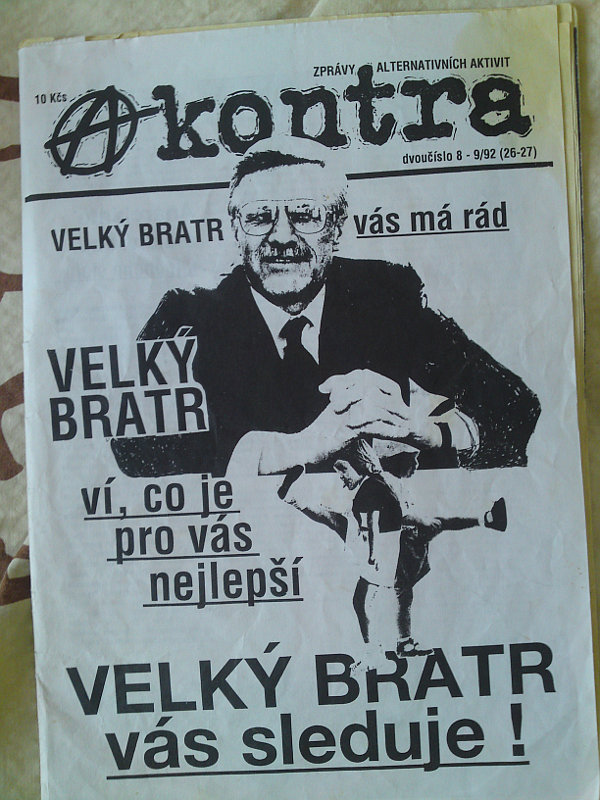 ZPRÁVY ALTERNATIVNÍCH AKTIVIT
10 Kčs
A kontra
dvoučíslo 8 - 9/92 (26-27)
VELKÝ BRATR vás má rád
VELKÝ
BRATR
ví, co je
pro vás
nejlepší
VELKÝ BRATR
vás sleduje !